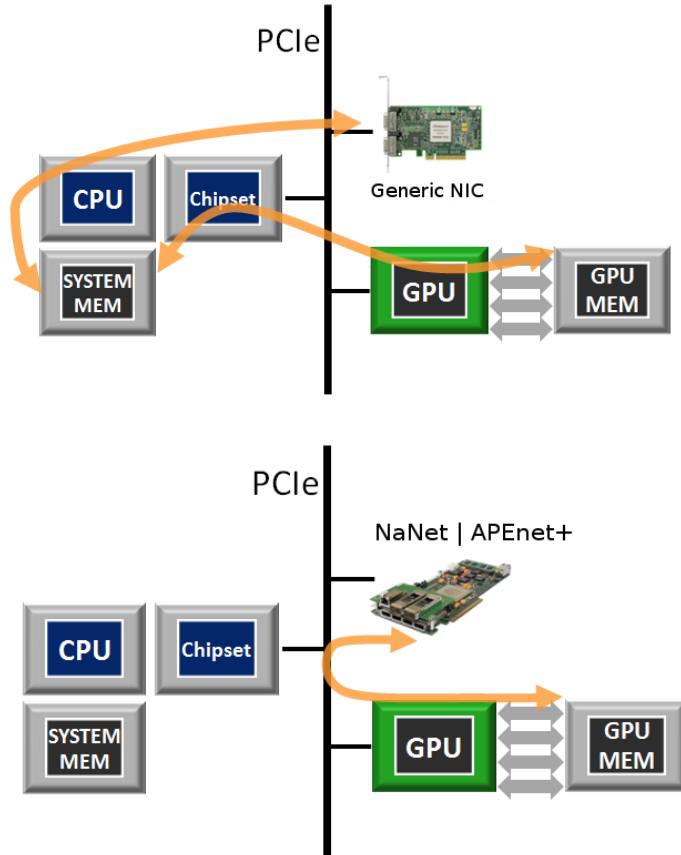 PCIe
Generic NIC
CPU
Chipset
SYSTEM
MEM
GPU
GPU
MEM
PCIe
NaNet | APEnet+
CPU
Chipset
SYSTEM
MEM
GPU
GPU
MEM